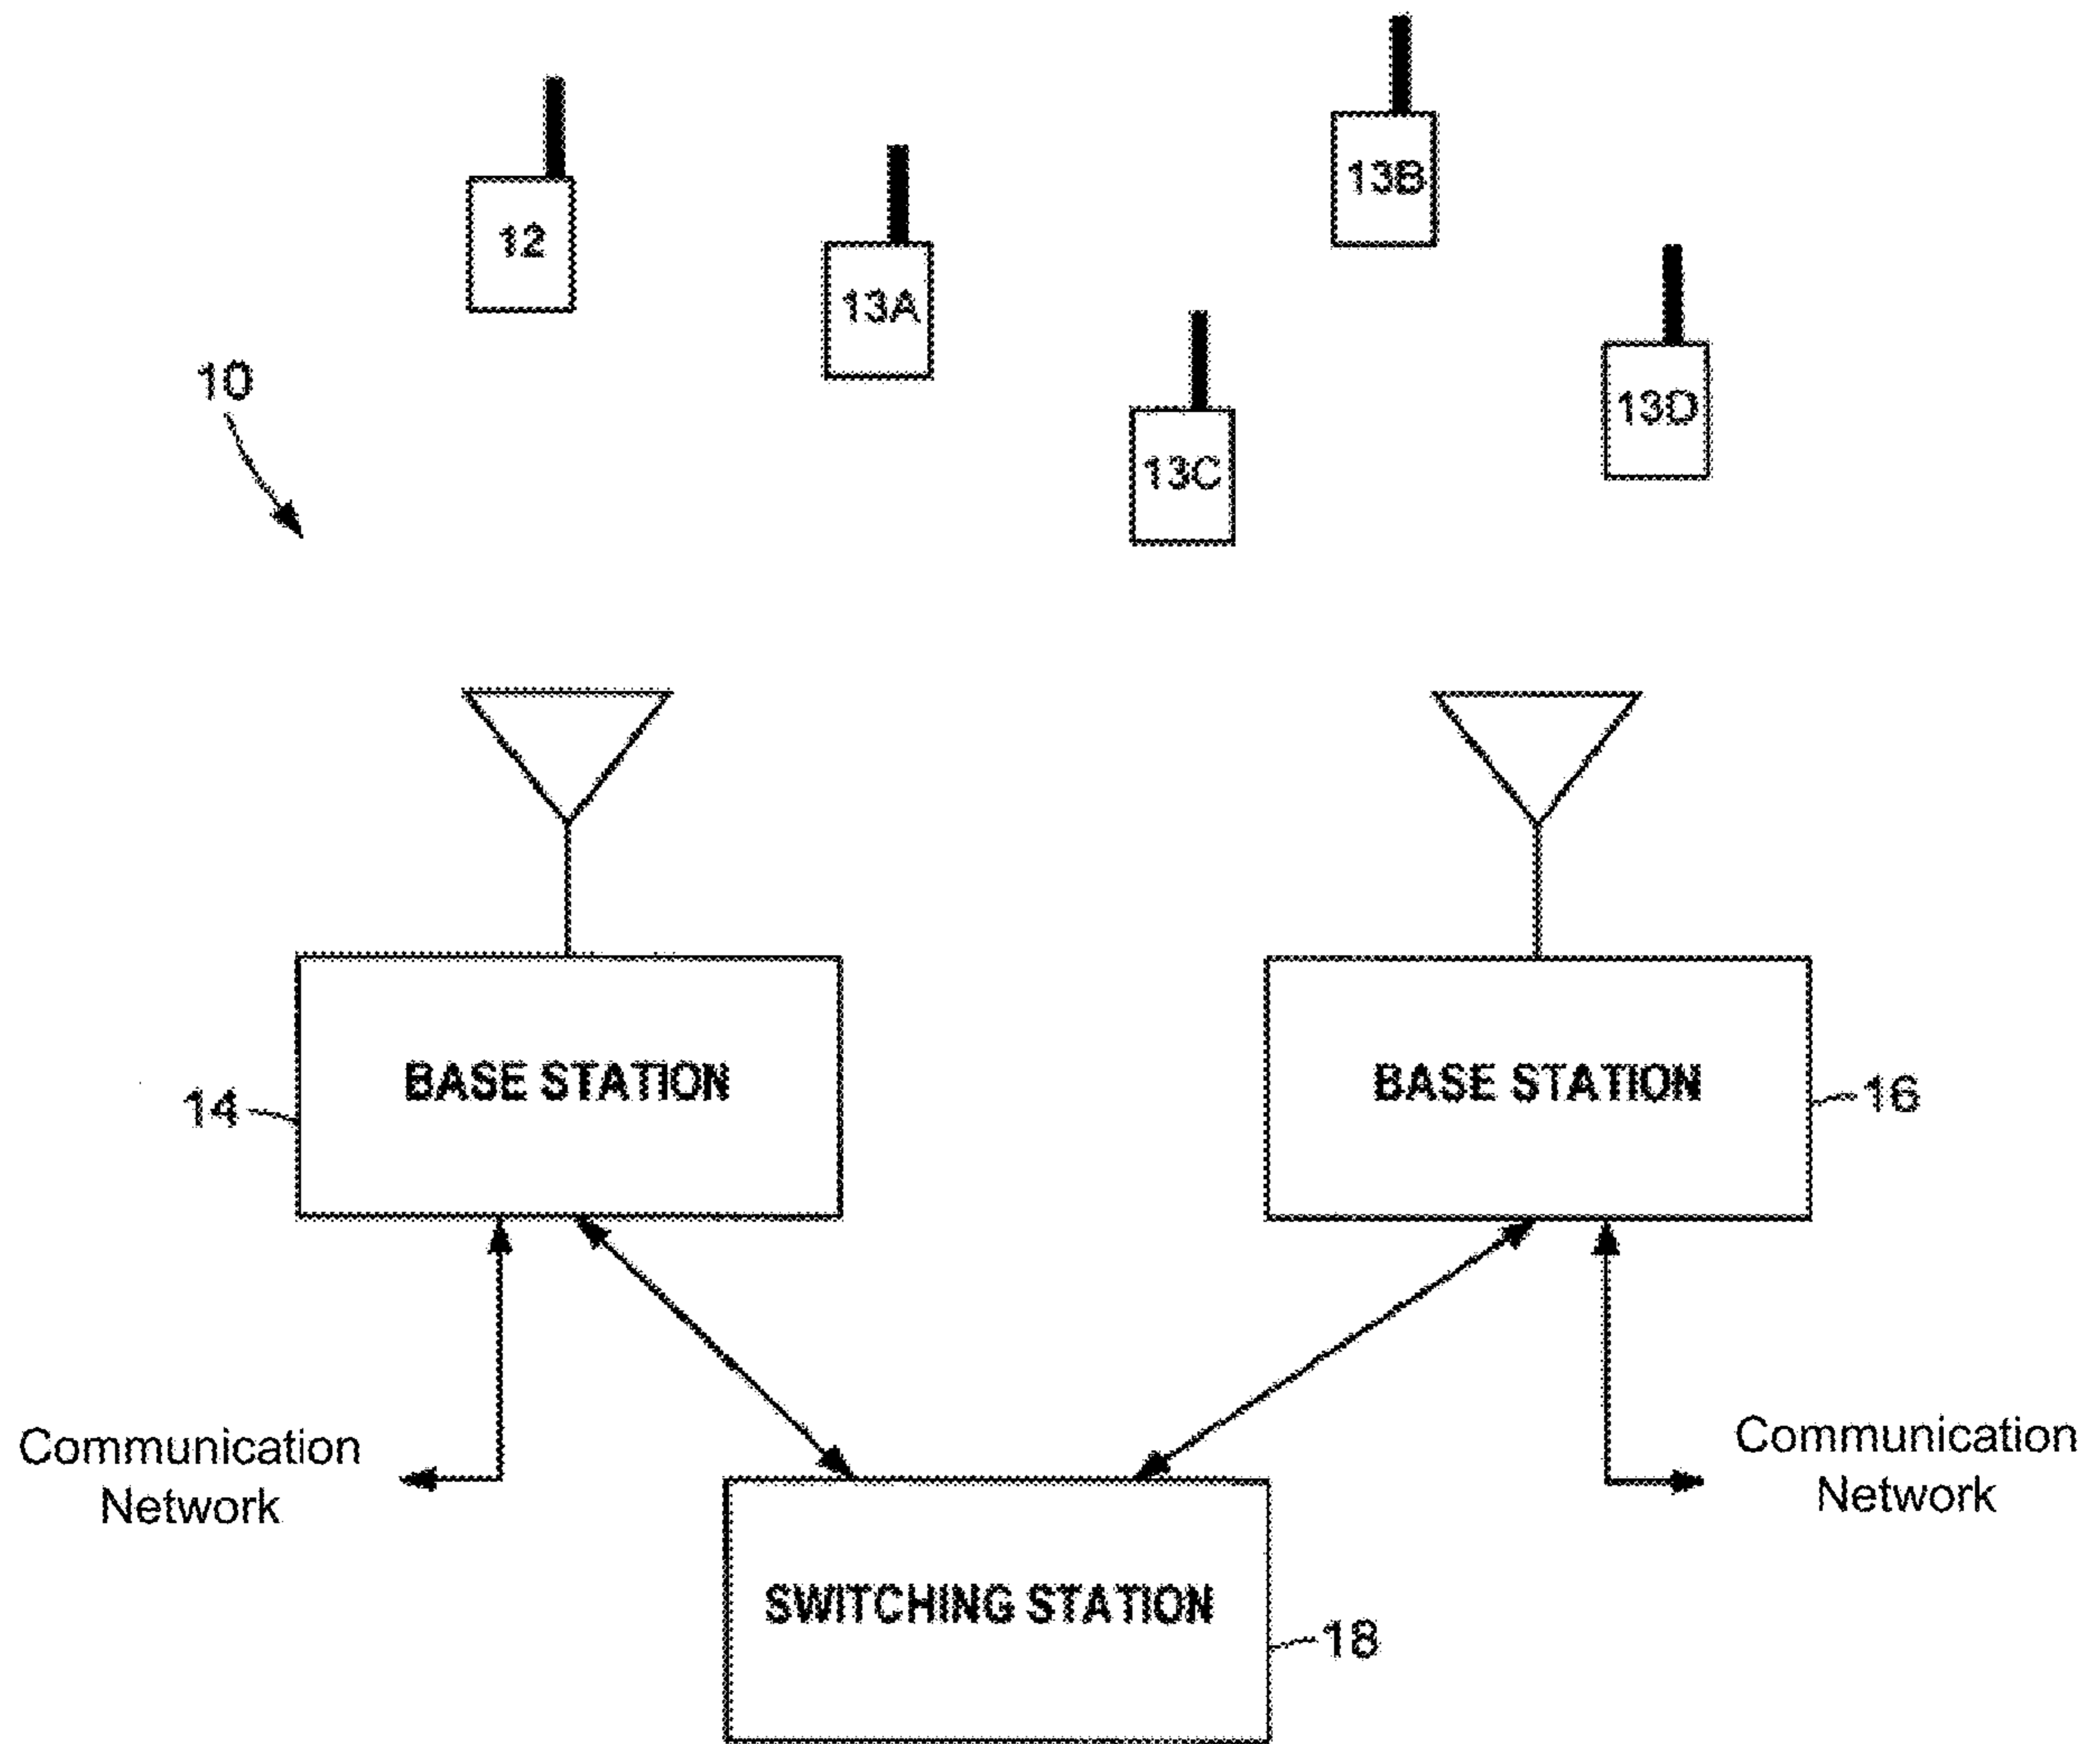 13B
12
13A
10
13D
13C
BASE STATION
BASE STATION
14
16
Communication
Network
Communication
Network
SWITCHING STATION
18